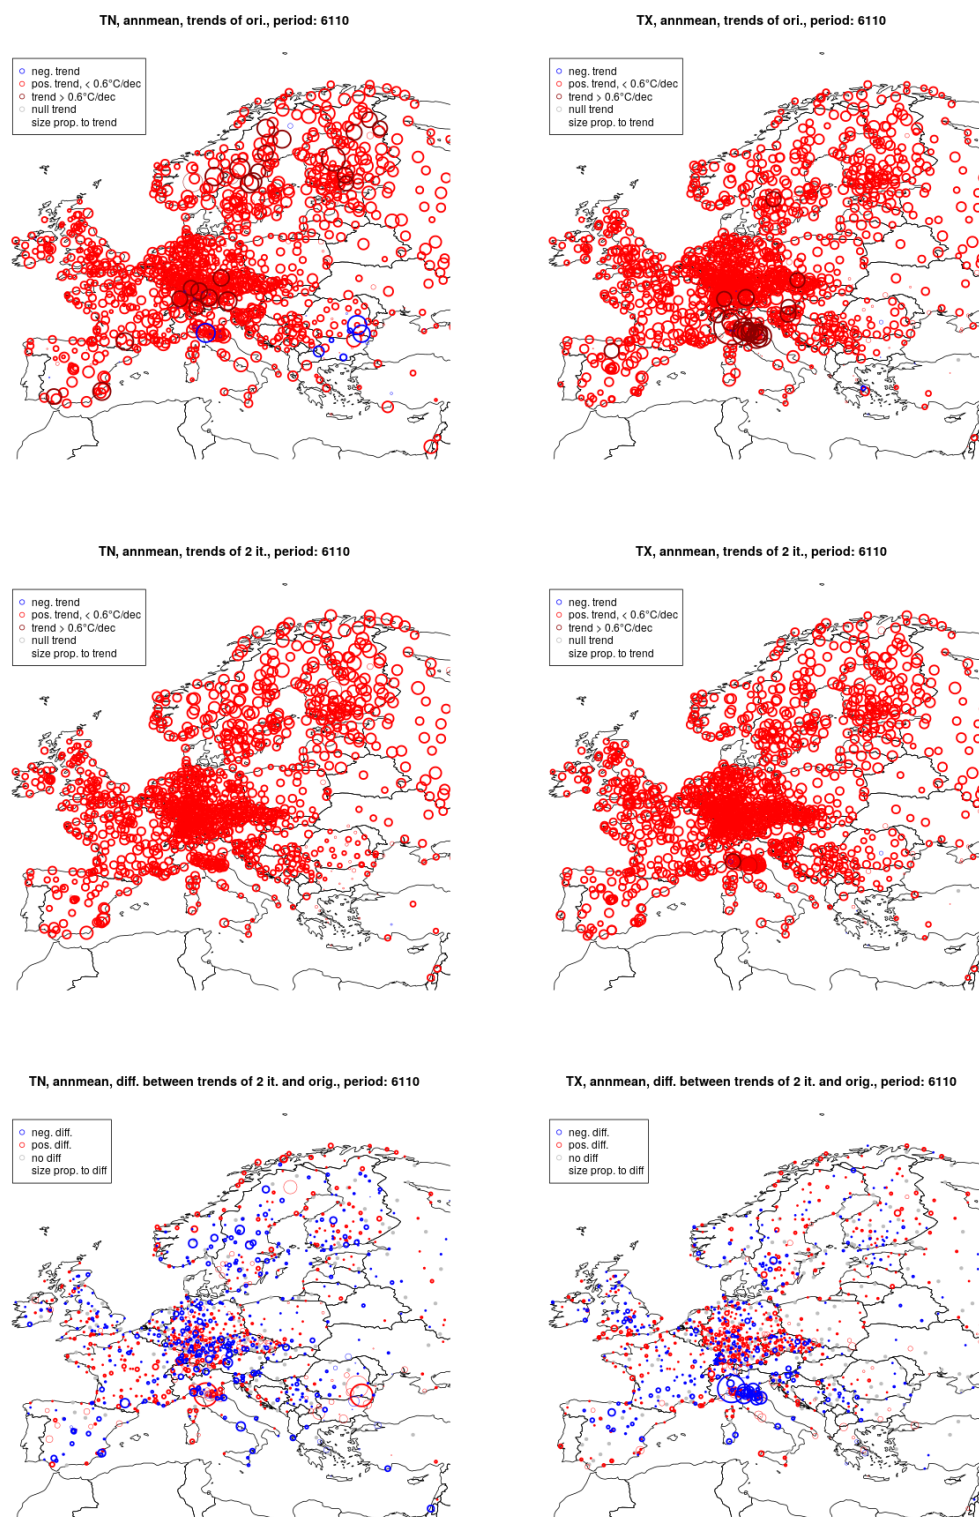 TN, annmean, trends of ori., period: 6110
neg. trend
pos. trend, < 0.6°C/dec
trend > 0.6°C/dec
null trend
size prop. to trend
TX, annmean, trends of ori., period: 6110
neg. trend
pos. trend, < 0.6°C/dec
trend > 0.6°C/dec
null trend
size prop. to trend
TN, annmean, trends of 2 it., period: 6110
neg. trend
pos. trend, < 0.6°C/dec
trend > 0.6°C/dec
null trend
size prop. to trend
TX, annmean, trends of 2 it., period: 6110
neg. trend
pos. trend, < 0.6°C/dec
trend > 0.6°C/dec
null trend
size prop. to trend
TN, annmean, diff. between trends of 2 it. and orig., period: 6110
neg. diff.
pos. diff.
no diff
size prop. to diff
TX, annmean, diff. between trends of 2 it. and orig., period: 6110
neg. diff.
pos. diff.
no diff
size prop. to diff